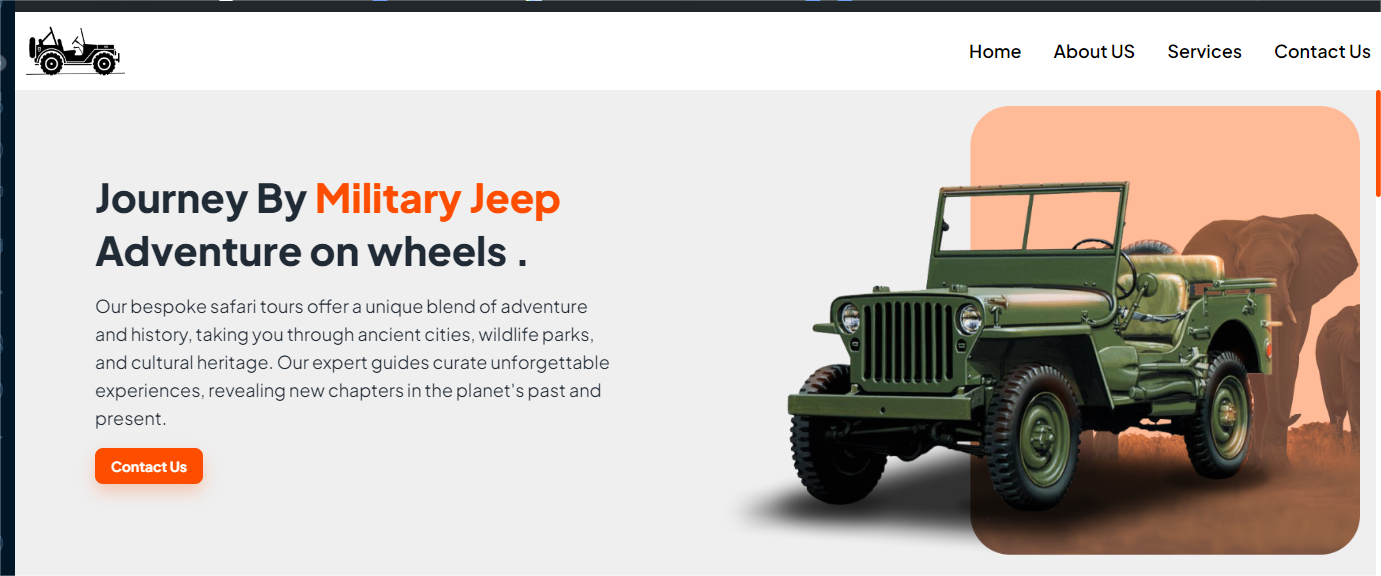 Home About US Services Contact Us
Journey By Military Jeep
Adventure on wheels .
Our bespoke safari tours offer a unique blend of adventure
and history, taking you through ancient cities, wildlife parks,
and cultural heritage. Our expert guides curate unforgettable
experiences, revealing new chapters in the planet's past and
present.
Contact Us